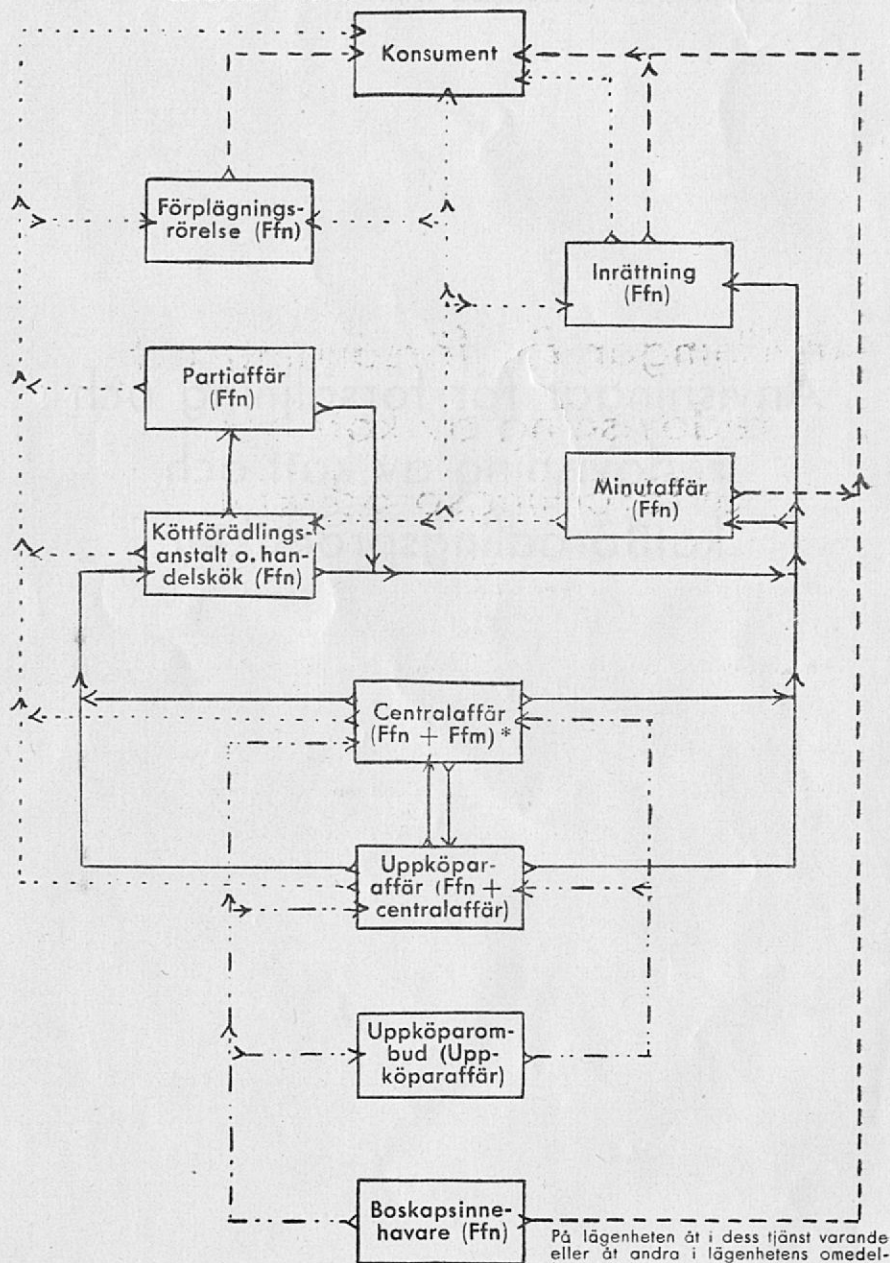 Konsument
Förplägnings-
rörelse (Ffn)
Inrättning
(Ffn)
Partiaffär
(Ffn)
Minutaffär
(Ffn)
Köttförädlings-
anstalt o. han-
delskök (Ffn)
Centralaffär
(Ffn + Ffm) *
Uppköpar-
affär (Ffn +
centralaffär)
Uppköparom-
bud (Upp-
köparaffär)
Boskapsinne-
havare (Ffn)
På lägenheten åt i dess tjänst varande
eller åt andra i lägenhetens omedel-